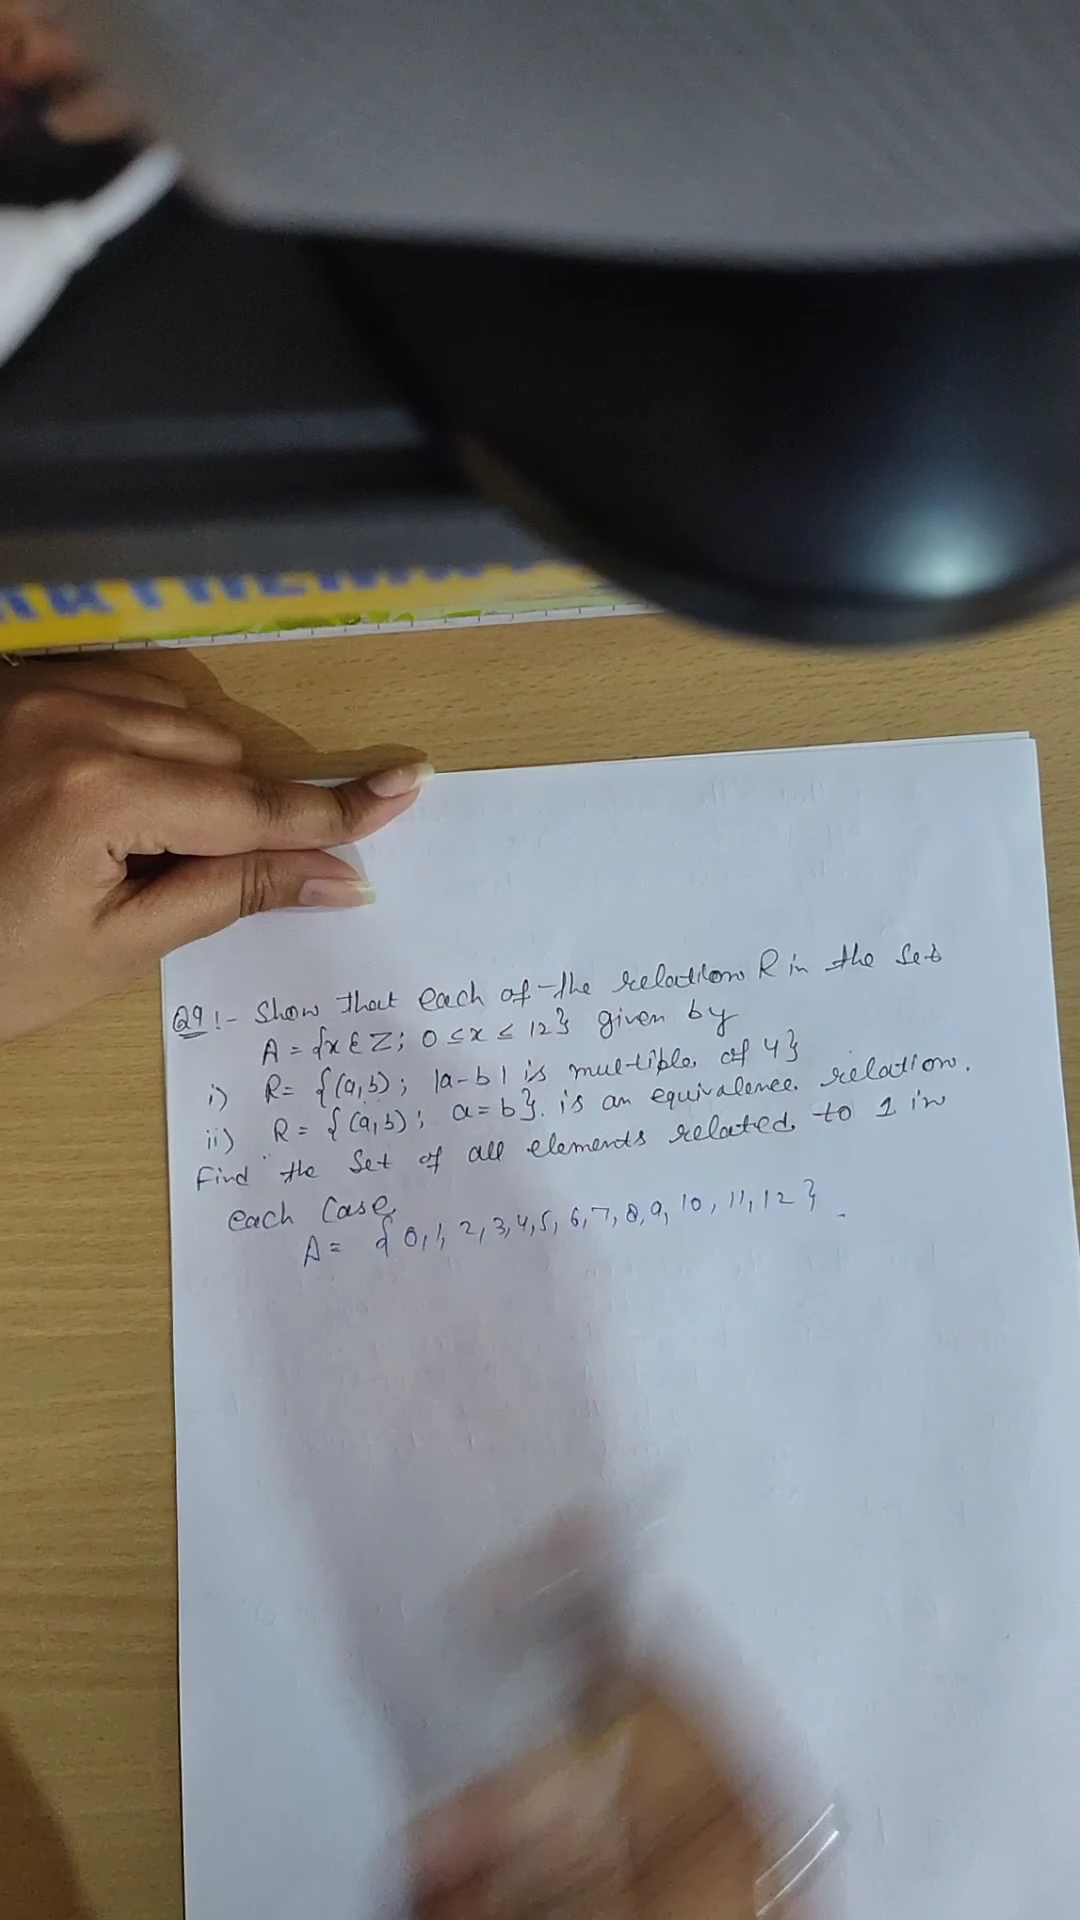 Q9 :- Show that each of the relation R in the set
A = {x ε Z; 0 ≤ x ≤ 12} given by
i) R = {(a,b); |a-b| is multible of 4}
ii) R = {(a,b); a = b}. is an equivalence relation.
Find the set of all elements related to 1 in
each case.
A = {0,1,2,3,4,5,6,7,8,9,10,11,12}.